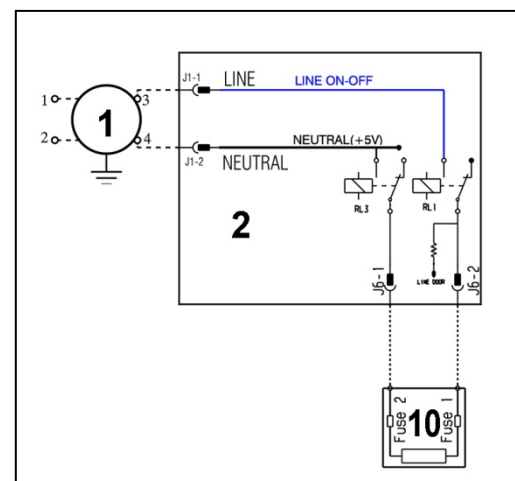 J1-1 LINE LINE ON-OFF
1 3
1
2 4
NEUTRAL(+5V)
J1-2 NEUTRAL
RL3 RL1
2
LINE DOOR
J6-1 J6-2
Fuse 2 10 Fuse 1